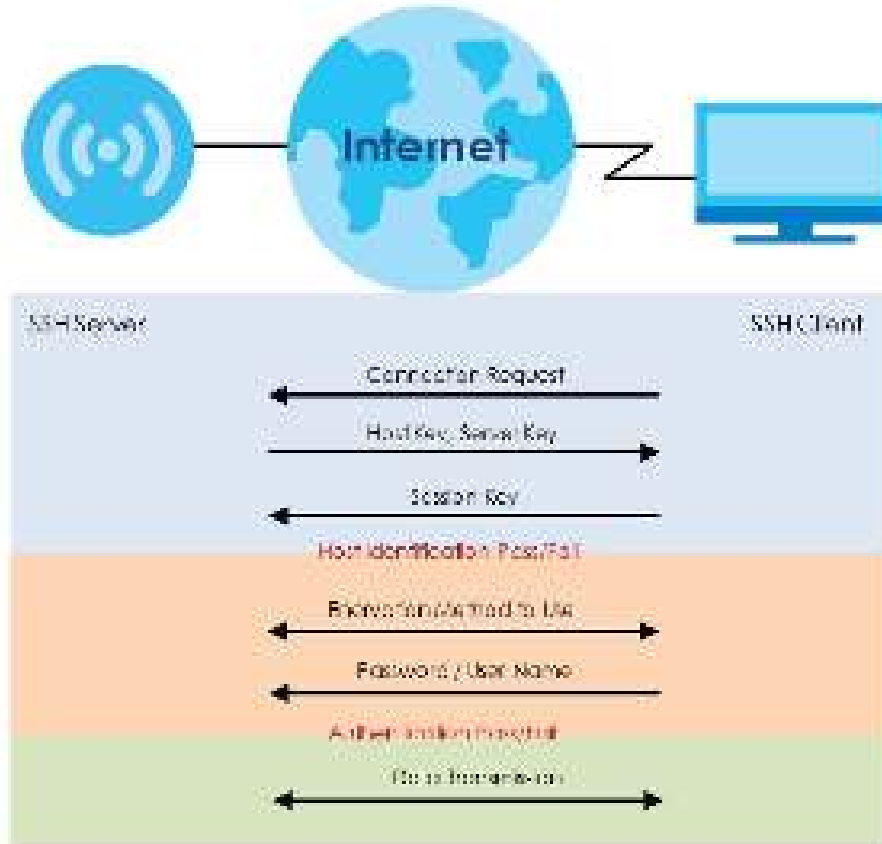 Internet
SSH Server
SSH Client
Connection Request
Host Key, Server Key
Session Key
Host Identification Pass/Fail
Encryption Method to Use
Password / User Name
Authentication Pass/Fail
Data Transmission